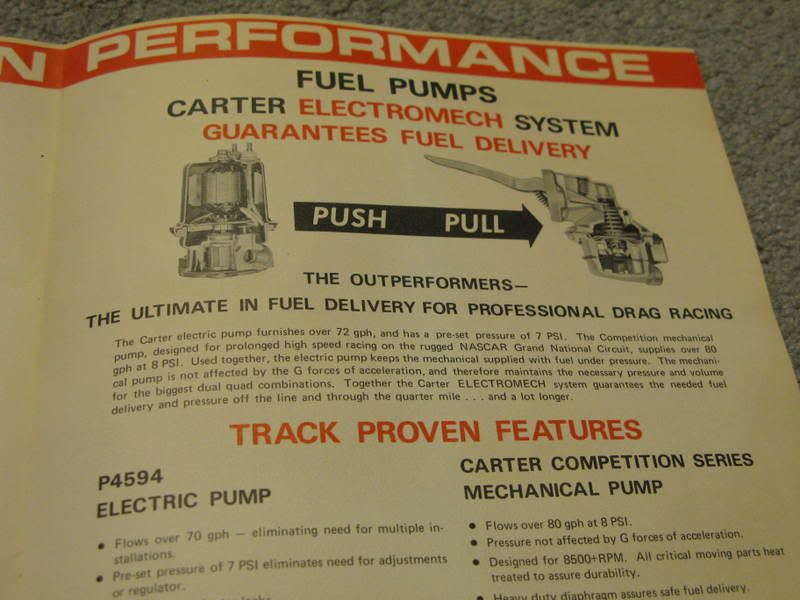 N PERFORMANCE
FUEL PUMPS
CARTER ELECTROMECH SYSTEM
GUARANTEES FUEL DELIVERY
PUSH PULL
THE OUTPERFORMERS—
THE ULTIMATE IN FUEL DELIVERY FOR PROFESSIONAL DRAG RACING
The Carter electric pump furnishes over 72 gph, and has a pre-set pressure of 7 PSI. The Competition mechanical
pump, designed for prolonged high speed racing on the rugged NASCAR Grand National Circuit, supplies over 80
gph at 8 PSI. Used together, the electric pump keeps the mechanical supplied with fuel under pressure. The mechani-
cal pump is not affected by the G forces of acceleration, and therefore maintains the necessary pressure and volume
for the biggest dual quad combinations. Together the Carter ELECTROMECH system guarantees the needed fuel
delivery and pressure off the line and through the quarter mile . . . and a lot longer.
TRACK PROVEN FEATURES
P4594
ELECTRIC PUMP
• Flows over 70 gph — eliminating need for multiple in-
stallations.
• Pre-set pressure of 7 PSI eliminates need for adjustments
or regulator.
CARTER COMPETITION SERIES
MECHANICAL PUMP
• Flows over 80 gph at 8 PSI.
• Pressure not affected by G forces of acceleration.
• Designed for 8500+RPM. All critical moving parts heat
treated to assure durability.
• Heavy duty diaphragm assures safe fuel delivery.